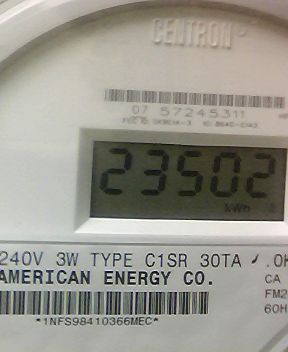 CENTRON®
07 57245311
23502
kWh
240V 3W TYPE C1SR 30TA
AMERICAN ENERGY CO.
CA
FM2
60H
*1NFS98410366MEC*